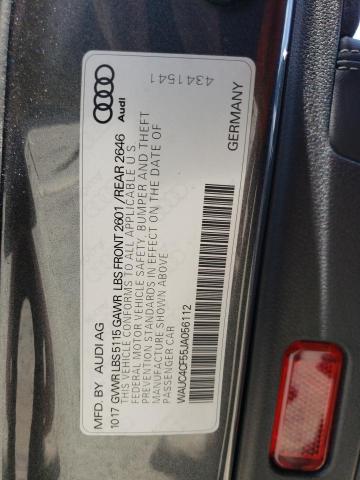 MFD. BY AUDI AG
10 17 GVWR LBS 5115 GAWR LBS FRONT 2601 / REAR 2646
THIS VEHICLE CONFORMS TO ALL APPLICABLE U S
FEDERAL MOTOR VEHICLE SAFETY, BUMPER AND THEFT
PREVENTION STANDARDS IN EFFECT ON THE DATE OF
MANUFACTURE SHOWN ABOVE.
PASSENGER CAR
WAUC4CF55JA056112
Audi
4341541
GERMANY